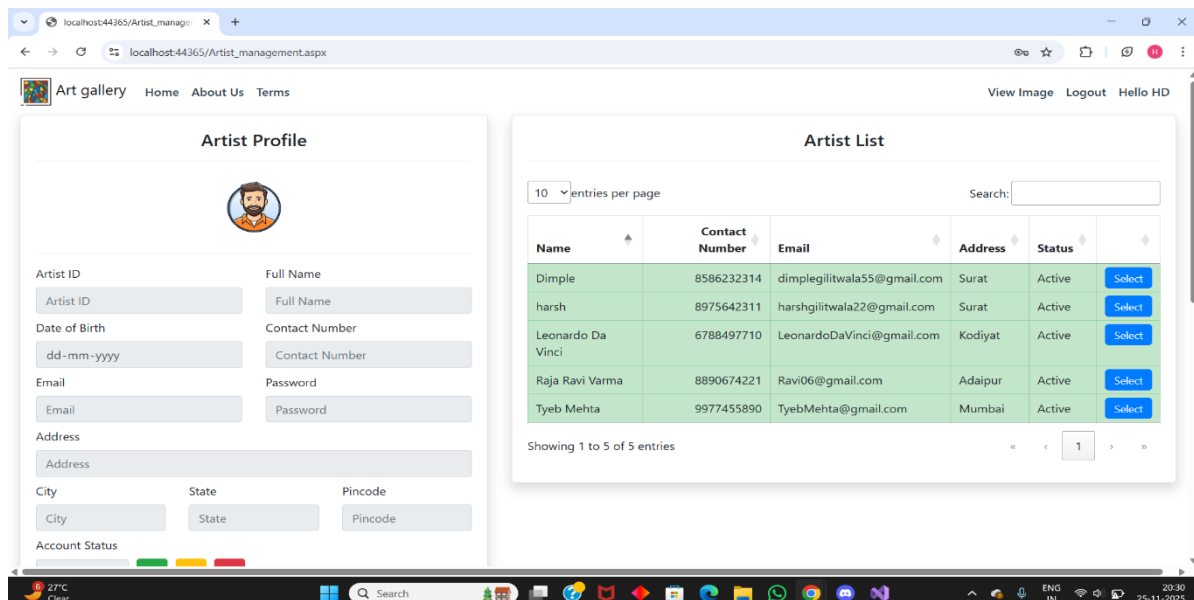 localhost:44365/Artist_manager
localhost:44365/Artist_management.aspx
H
Art gallery Home About Us Terms View Image Logout Hello HD
Artist Profile
Artist ID Full Name
Artist ID Full Name
Date of Birth Contact Number
dd-mm-yyyy Contact Number
Email Password
Email Password
Address
Address
City State Pincode
City State Pincode
Account Status
Artist List
10 entries per page Search:
Name Contact Number Email Address Status
Dimple 8586232314 dimplegilitwala55@gmail.com Surat Active Select
harsh 8975642311 harshgilitwala22@gmail.com Surat Active Select
Leonardo Da Vinci 6788497710 LeonardoDaVinci@gmail.com Kodiyat Active Select
Raja Ravi Varma 8890674221 Ravi06@gmail.com Adaipur Active Select
Tyeb Mehta 9977455890 TyebMehta@gmail.com Mumbai Active Select
Showing 1 to 5 of 5 entries « ‹ 1 › »
6 27°C
Clear
Search
ENG
IN
20:30
25-11-2025